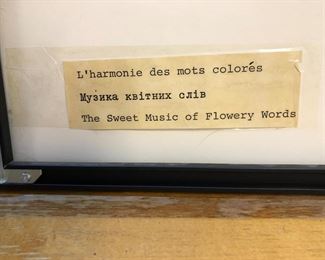 L'harmonie des mots colorés
Музика квітних слів
The Sweet Music of Flowery Words